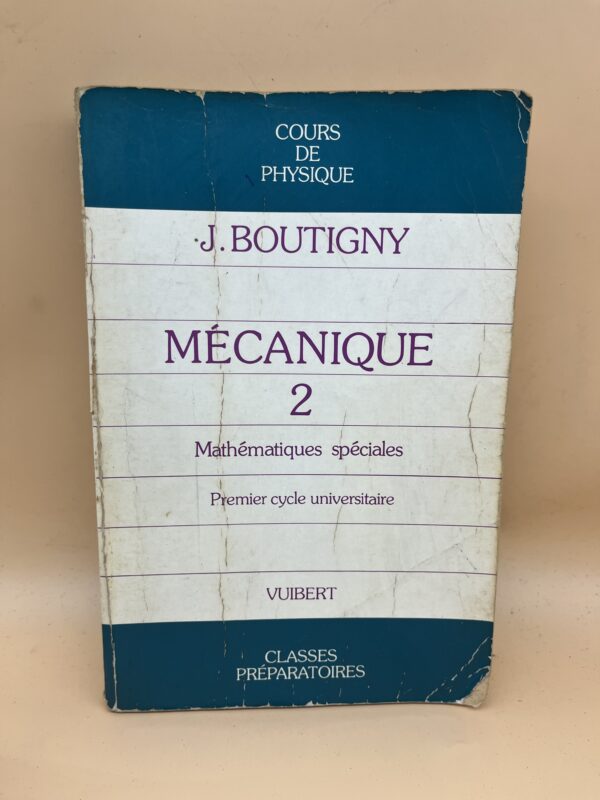 COURS
DE
PHYSIQUE
J. BOUTIGNY
MÉCANIQUE
2
Mathématiques spéciales
Premier cycle universitaire
VUIBERT
CLASSES
PRÉPARATOIRES